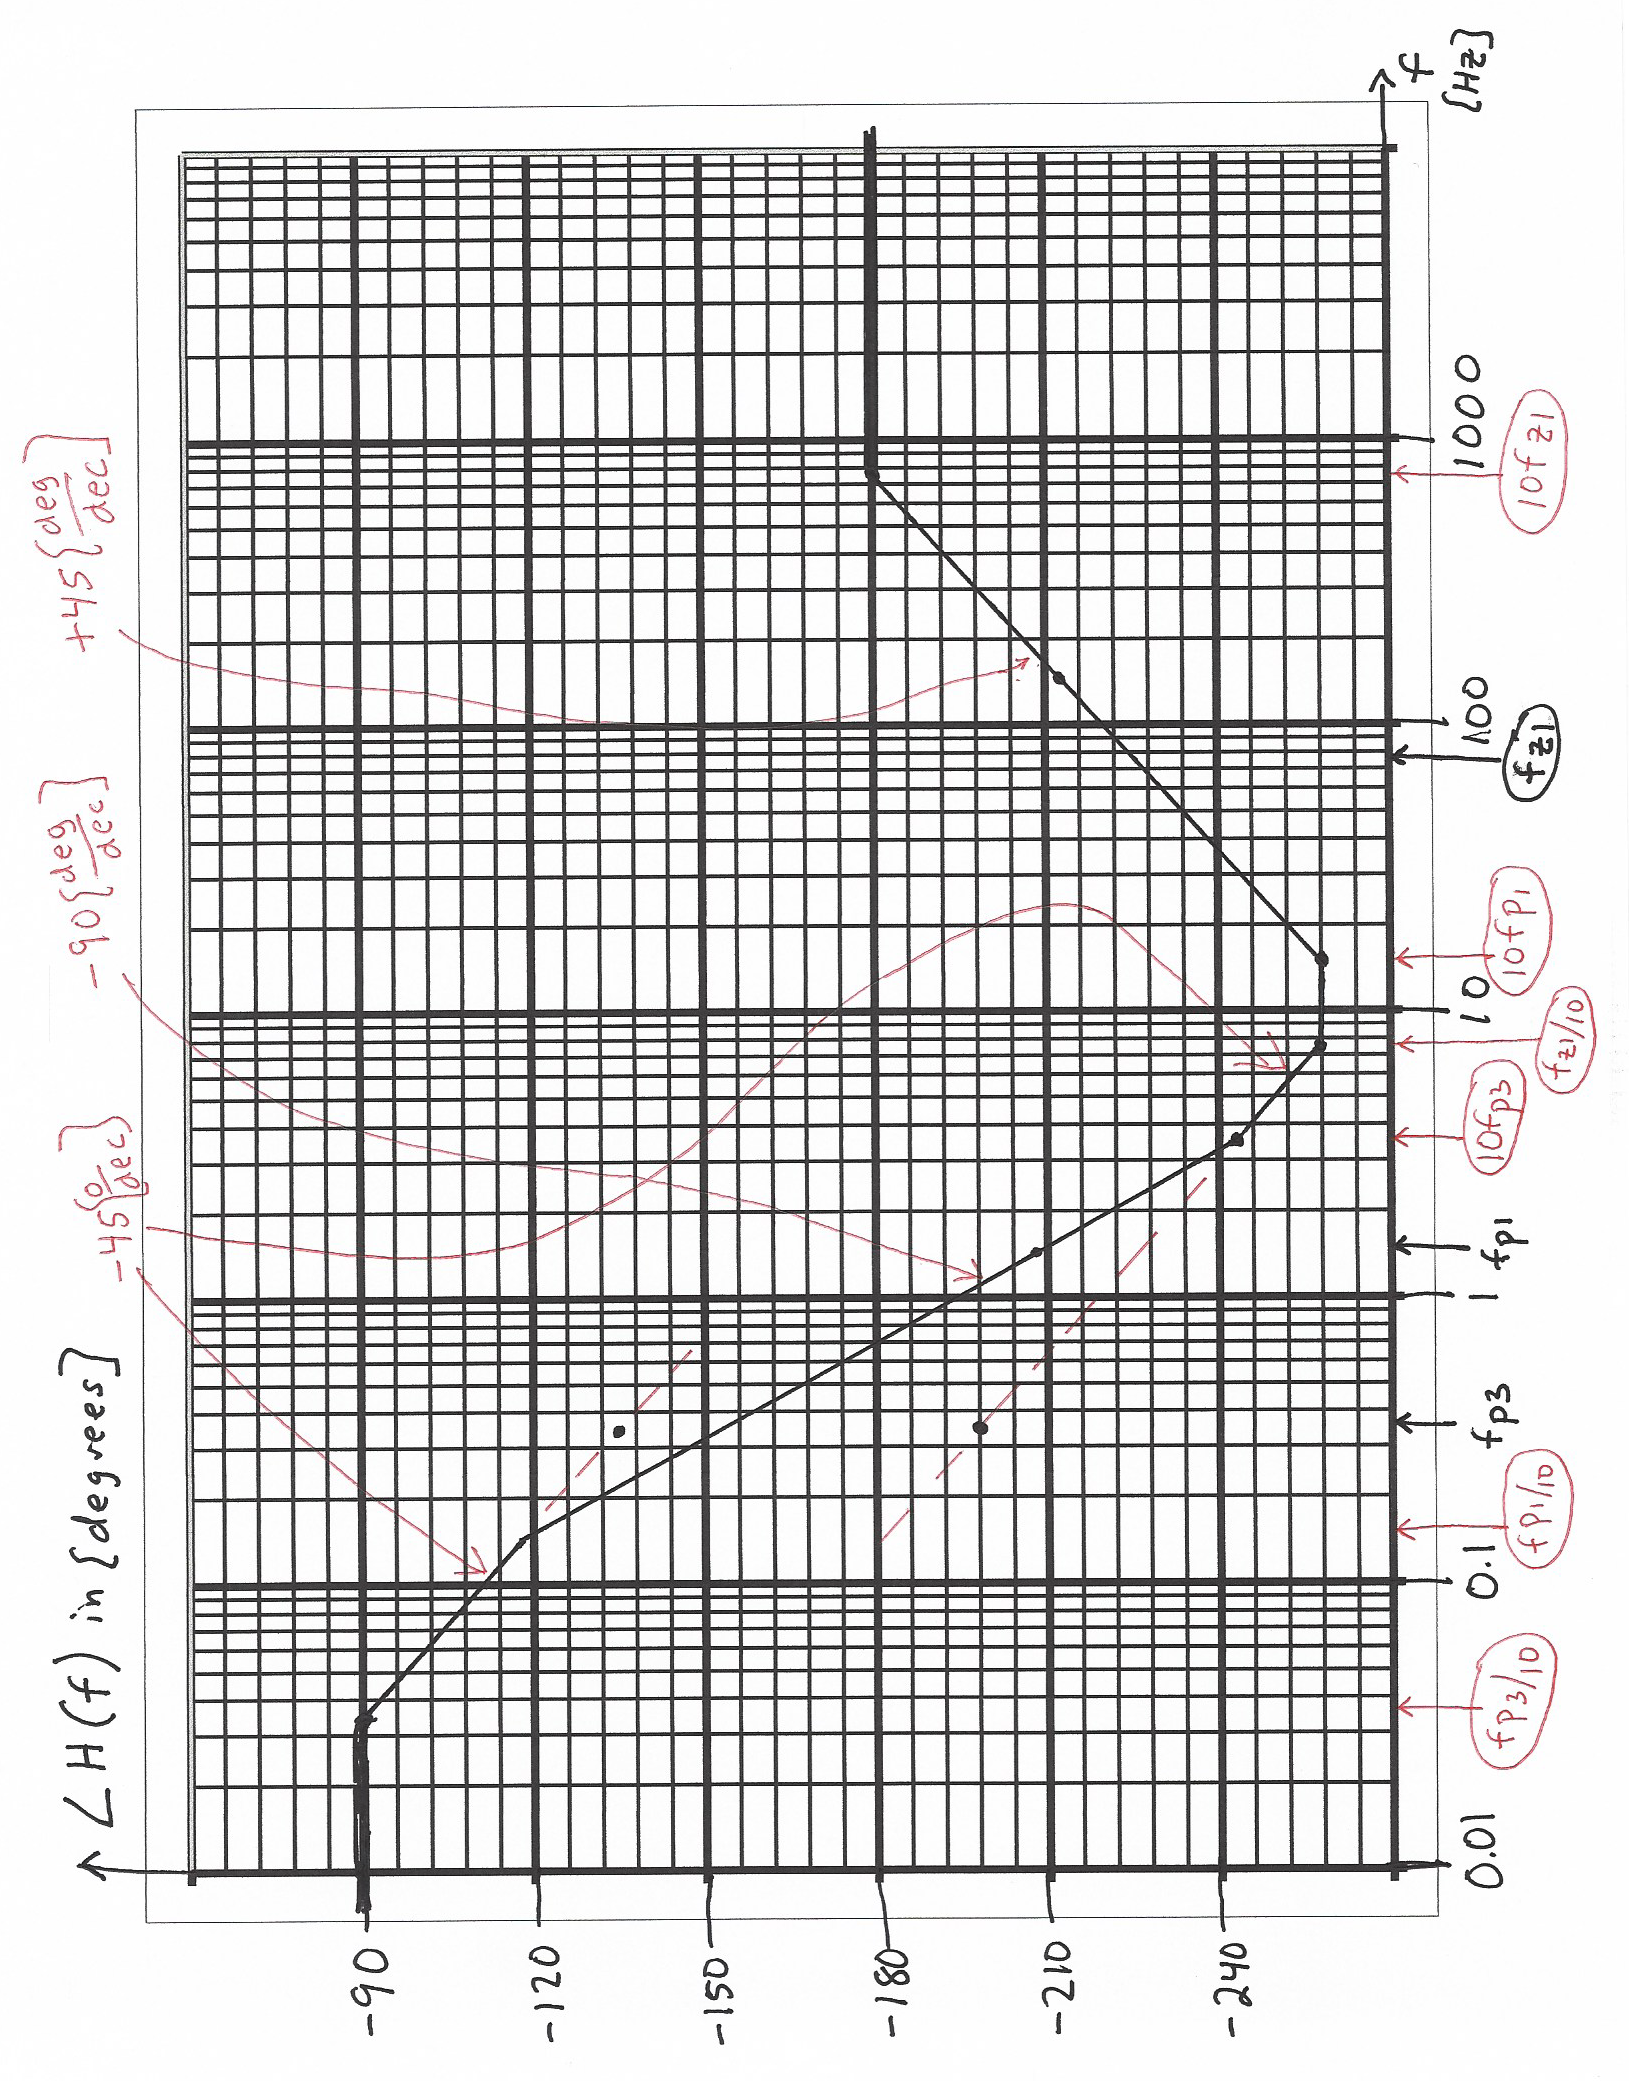 ∠H(f) in [degrees]
-45 [°/dec]
-90 [deg/dec]
+45 [deg/dec]
-90
-120
-150
-180
-210
-240
0.01
0.1
1
10
100
1000
f
[Hz]
fp3
fp1
fz1
fp3/10
fp1/10
10fp3
fz1/10
10fp1
10fz1